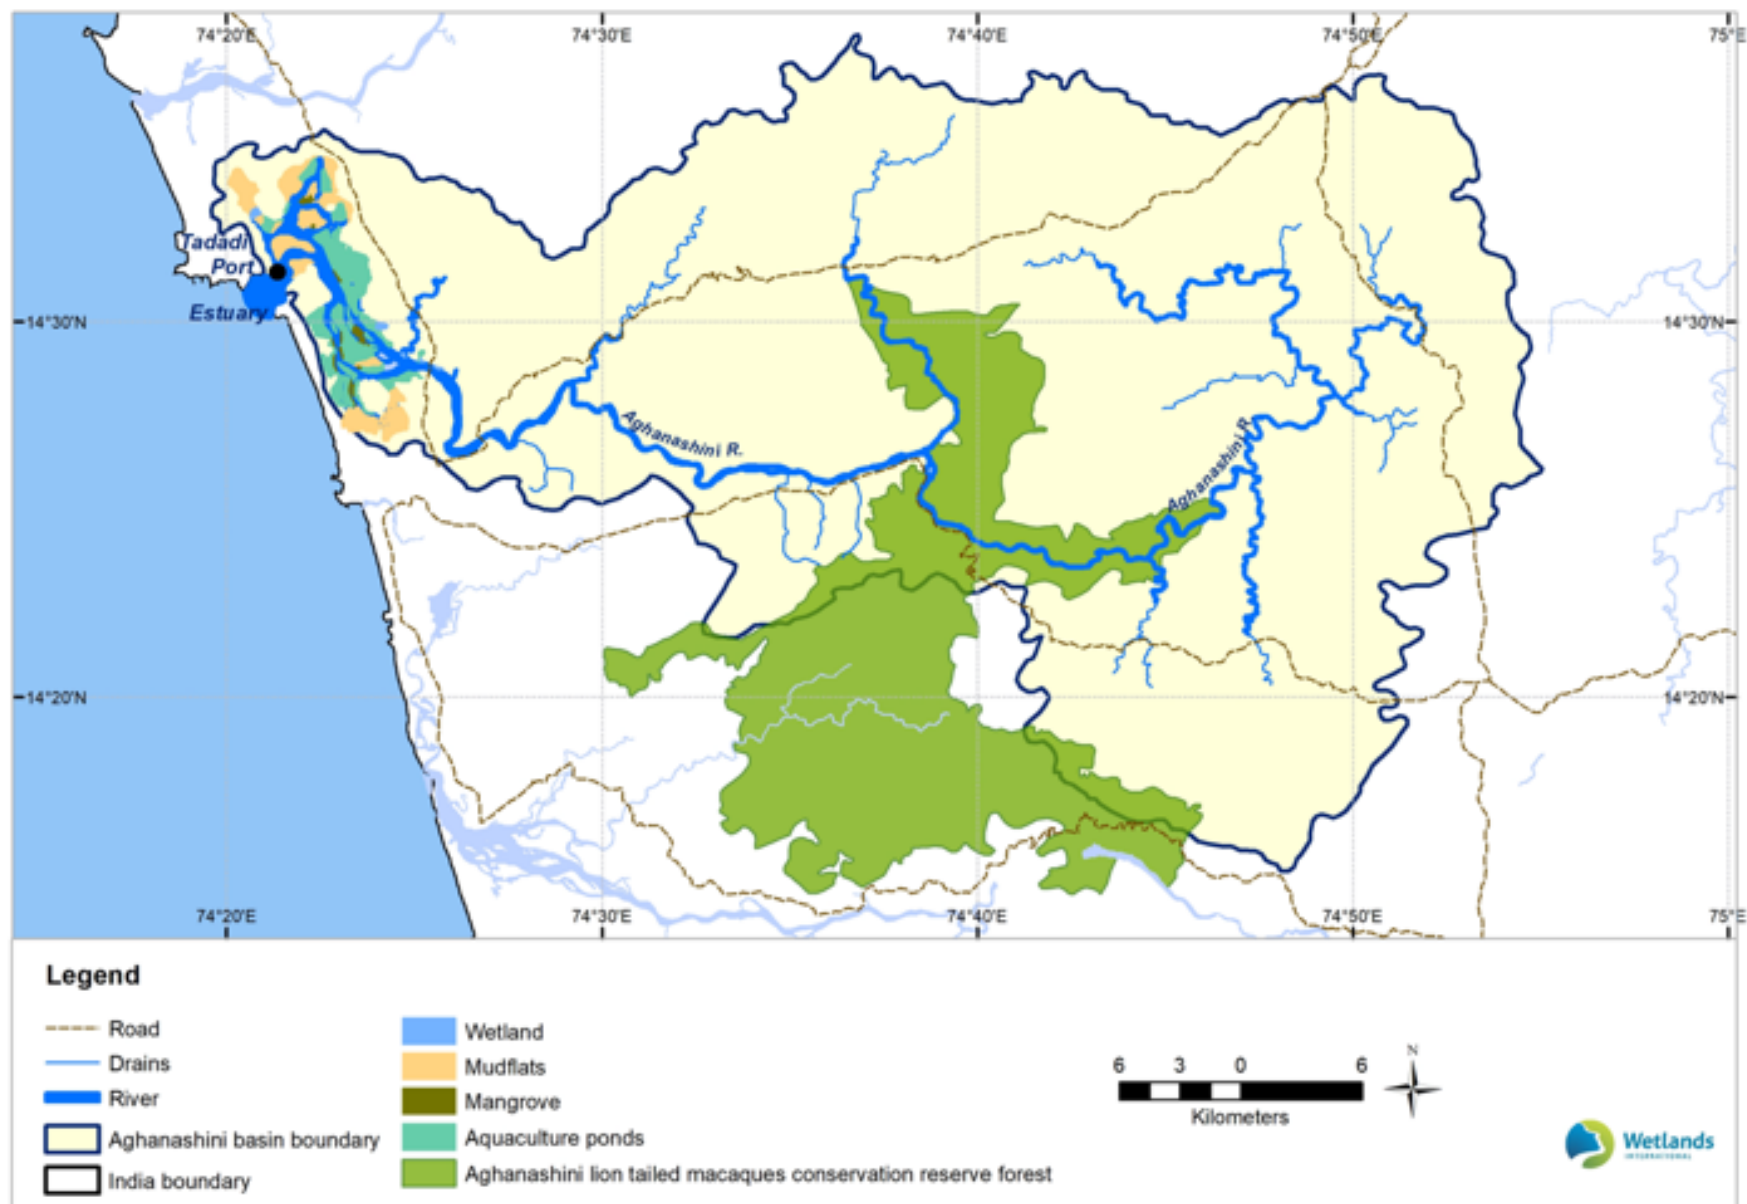 74°20'E 74°30'E 74°40'E 74°50'E 75°E
Tadadi
Port
Estuary
14°30'N 14°30'N
Aghanashini R.
Aghanashini R.
14°20'N 14°20'N
74°20'E 74°30'E 74°40'E 74°50'E 75°E
Legend
Road
Drains
River
Aghanashini basin boundary
India boundary
Wetland
Mudflats
Mangrove
Aquaculture ponds
Aghanashini lion tailed macaques conservation reserve forest
6 3 0 6
Kilometers
N
Wetlands
INTERNATIONAL